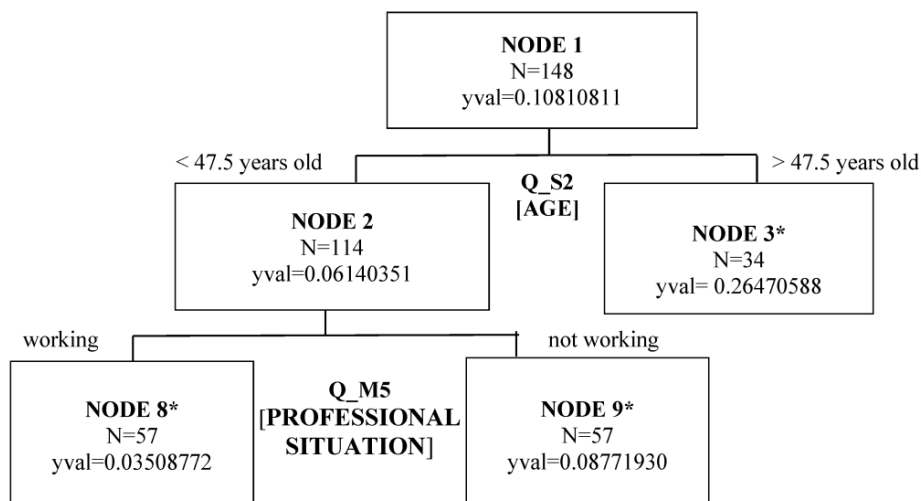 NODE 1
N=148
yval=0.10810811
< 47.5 years old
> 47.5 years old
Q_S2
[AGE]
NODE 2
N=114
yval=0.06140351
NODE 3*
N=34
yval= 0.26470588
working
not working
Q_M5
[PROFESSIONAL
SITUATION]
NODE 8*
N=57
yval=0.03508772
NODE 9*
N=57
yval=0.08771930